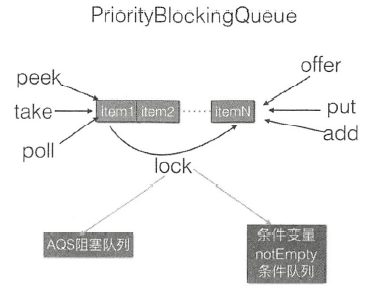 PriorityBlockingQueue
peek
take
poll
item1
item2
itemN
offer
put
add
lock
AQS阻塞队列
条件变量
notEmpty
条件队列